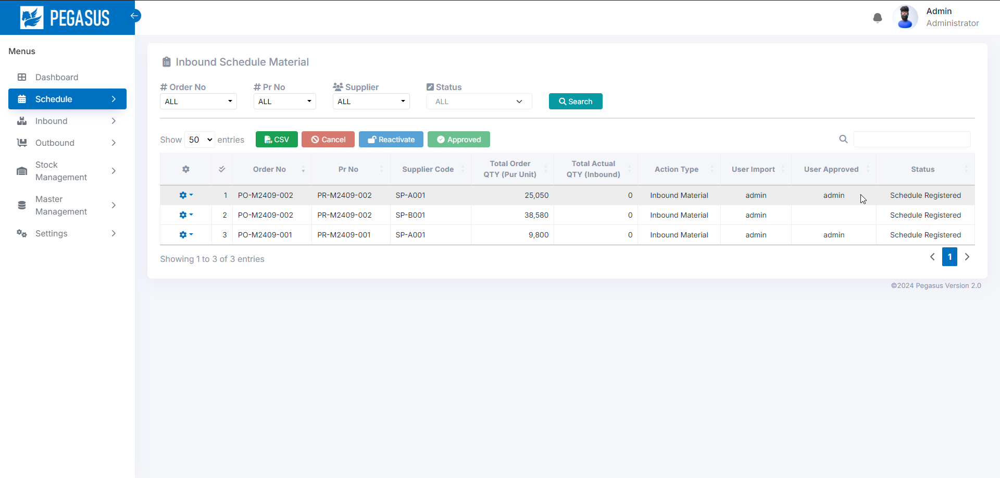 PEGASUS
Admin
Administrator
Menus
Dashboard
Schedule
Inbound
Outbound
Stock
Management
Master
Management
Settings
Inbound Schedule Material
# Order No # Pr No Supplier Status
ALL ALL ALL ALL Search
Show 50 entries CSV Cancel Reactivate Approved
Order No Pr No Supplier Code Total Order QTY (Pur Unit) Total Actual QTY (Inbound) Action Type User Import User Approved Status
1 PO-M2409-002 PR-M2409-002 SP-A001 25,050 0 Inbound Material admin admin Schedule Registered
2 PO-M2409-002 PR-M2409-002 SP-B001 38,580 0 Inbound Material admin Schedule Registered
3 PO-M2409-001 PR-M2409-001 SP-A001 9,800 0 Inbound Material admin admin Schedule Registered
Showing 1 to 3 of 3 entries
1
©2024 Pegasus Version 2.0